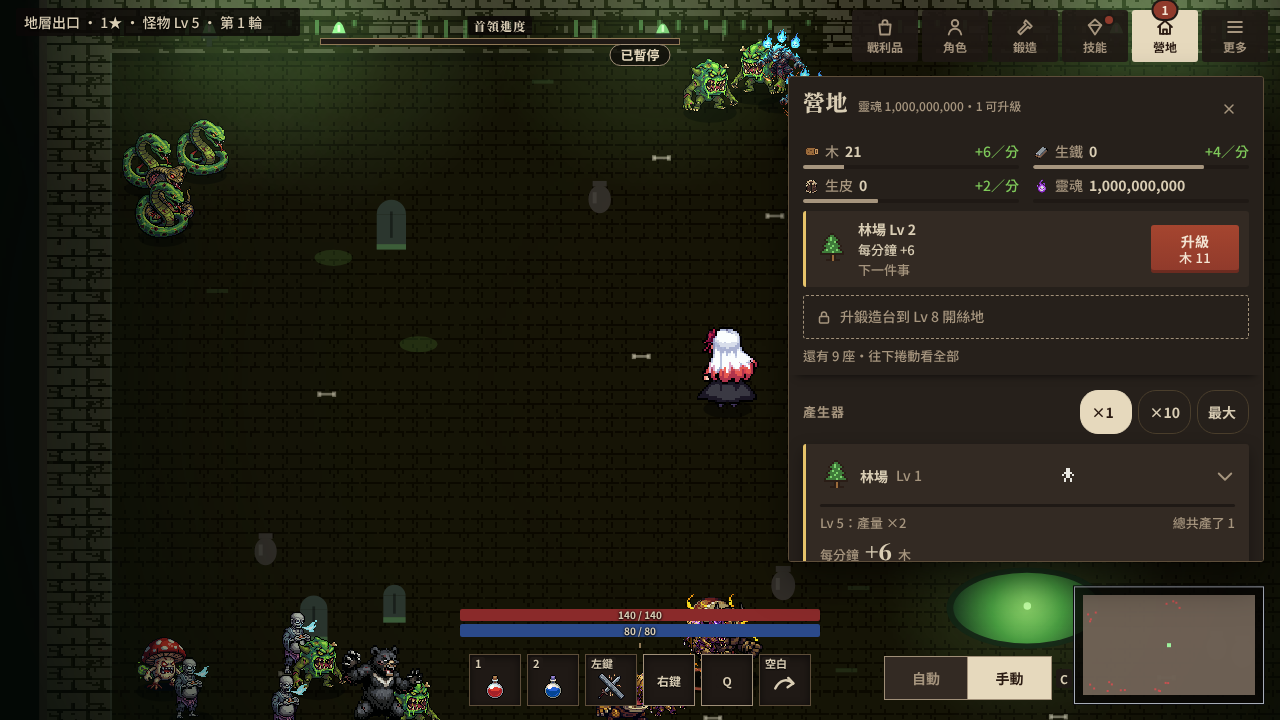 地層出口 · 1★ · 怪物 Lv 5 · 第 1 輪
首領進度
已暫停
戰利品
角色
鍛造
技能
1
營地
更多
營地 靈魂 1,000,000,000 · 1 可升級
木 21 +6／分
生鐵 0 +4／分
生皮 0 +2／分
靈魂 1,000,000,000
林場 Lv 2
每分鐘 +6
下一件事
升級
木 11
升鍛造台到 Lv 8 開絲地
還有 9 座 · 往下捲動看全部
產生器 ×1 ×10 最大
林場 Lv 1
Lv 5：產量 ×2 總共產了 1
每分鐘 +6 木
140 / 140
80 / 80
1
2
左鍵
右鍵
Q
空白
自動 手動 C